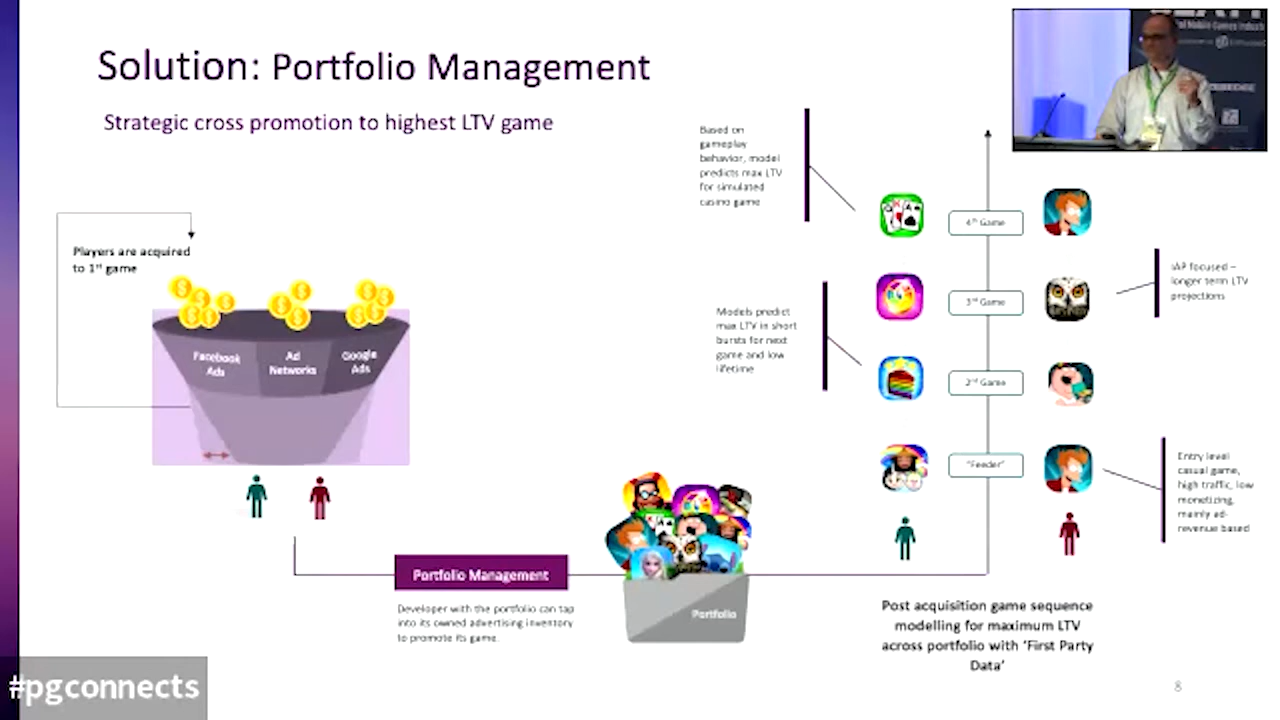 Solution: Portfolio Management
Strategic cross promotion to highest LTV game
Players are acquired
to 1st game
Facebook
Ads
Ad
Networks
Google
Ads
Portfolio Management
Developer with the portfolio can tap
into its owned advertising inventory
to promote its game.
Portfolio
Based on
gameplay
behavior, model
predicts max LTV
for simulated
casino game
Models predict
max LTV in short
bursts for next
game and low
lifetime
4th Game
3rd Game
2nd Game
"Feeder"
IAP focused –
longer term LTV
projections
Entry level
casual game,
high traffic, low
monetizing,
mainly ad-
revenue based
Post acquisition game sequence
modelling for maximum LTV
across portfolio with 'First Party
Data'
#pgconnects
8